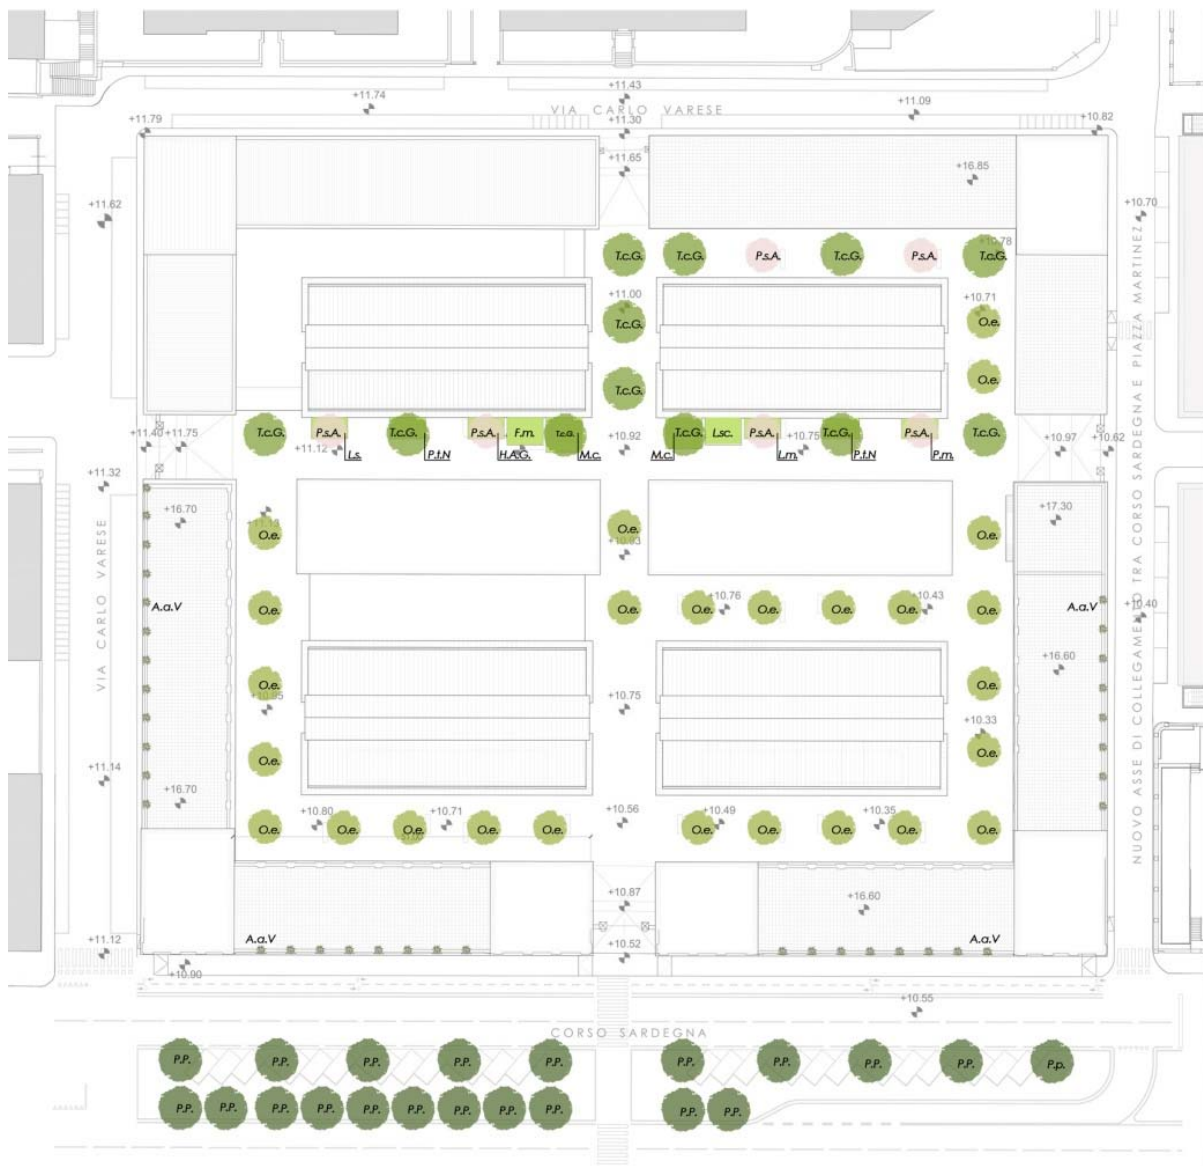 +11.43
+11.74
VIA CARLO VARESE
+11.09
+11.79
+11.30
+10.82
+11.65
+16.85
+11.62
+10.70
T.c.G. T.c.G. P.s.A. T.c.G. P.s.A. T.c.G.
+11.00
+10.71
T.c.G. O.e.
T.c.G. O.e.
T.c.G. P.s.A. T.c.G. P.s.A. F.m. T.c.G. T.c.G. I.sc. P.s.A. T.c.G. P.s.A. T.c.G.
+11.40 +11.75 +11.12 +10.92 +10.75 +10.97 +10.62
L.s. P.t.N H.A.G. M.c. M.c. L.m. P.t.N P.m.
+11.32
+16.70 +17.30
O.e. O.e. O.e.
+10.93
+10.76 +10.43
A.a.V O.e. O.e. O.e. O.e. O.e. O.e. O.e. A.a.V
+10.40
VIA CARLO VARESE
NUOVO ASSE DI COLLEGAMENTO TRA CORSO SARDEGNA E PIAZZA MARTINEZ
+16.60
O.e. O.e.
+10.75
+10.33
O.e. O.e.
+11.14
+16.70
+10.80 +10.71 +10.56 +10.49 +10.35
O.e. O.e. O.e. O.e. O.e. O.e. O.e. O.e. O.e. O.e.
+10.87
+16.60
A.a.V A.a.V
+11.12 +10.52
+10.90
+10.55
CORSO SARDEGNA
P.P. P.P. P.P. P.P. P.P. P.P. P.P. P.P. P.P. P.p.
P.P. P.P. P.P. P.P. P.P. P.P. P.P. P.P. P.P. P.P. P.P.